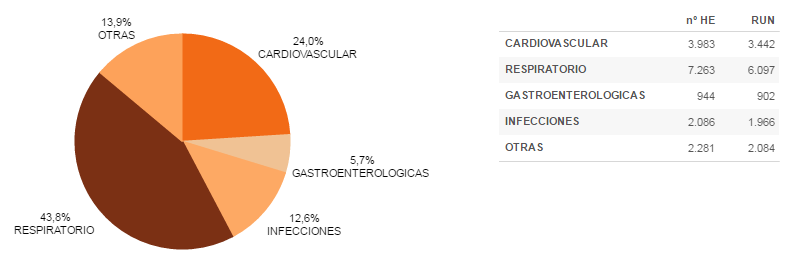 13,9%
OTRAS
24,0%
CARDIOVASCULAR
5,7%
GASTROENTEROLOGICAS
12,6%
INFECCIONES
43,8%
RESPIRATORIO
nº HE RUN
CARDIOVASCULAR 3.983 3.442
RESPIRATORIO 7.263 6.097
GASTROENTEROLOGICAS 944 902
INFECCIONES 2.086 1.966
OTRAS 2.281 2.084